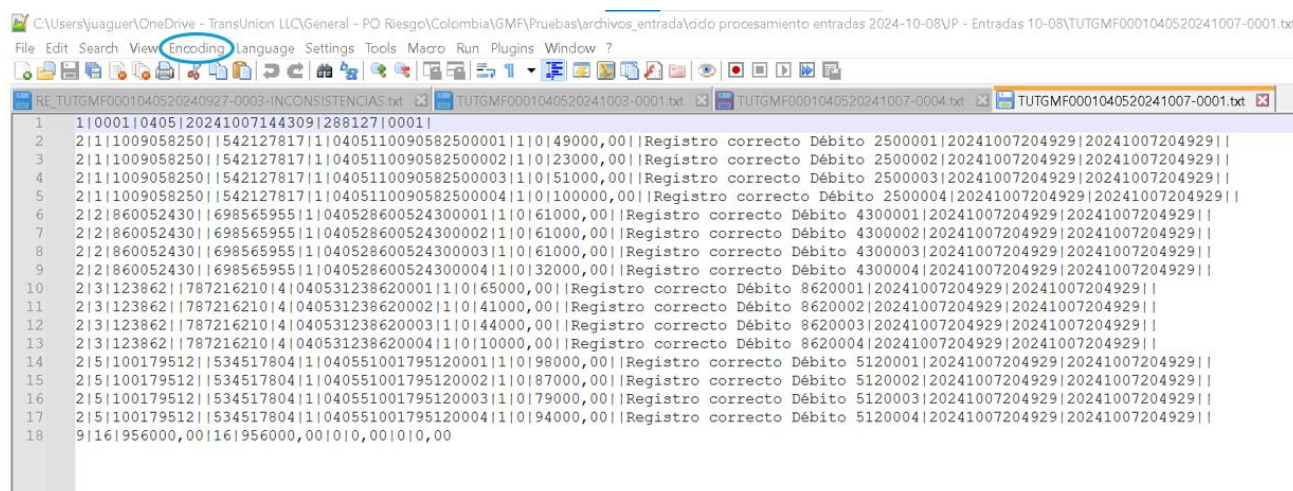 C:\Users\juaguer\OneDrive - TransUnion LLC\General - PO Riesgo\Colombia\GMF\Pruebas\archivos_entrada\ciclo procesamiento entradas 2024-10-08\JP - Entradas 10-08\TUTGMF0001040520241007-0001.txt
File Edit Search View Encoding Language Settings Tools Macro Run Plugins Window ?
RE_TUTGMF0001040520240927-0003-INCONSISTENCIAS.txt TUTGMF0001040520241003-0001.txt TUTGMF0001040520241007-0004.txt TUTGMF0001040520241007-0001.txt
1 1|0001|0405|20241007144309|288127|0001|
2 2|1|1009058250||542127817|1|0405110090582500001|1|0|49000,00||Registro correcto Débito 2500001|20241007204929|20241007204929||
3 2|1|1009058250||542127817|1|0405110090582500002|1|0|23000,00||Registro correcto Débito 2500002|20241007204929|20241007204929||
4 2|1|1009058250||542127817|1|0405110090582500003|1|0|51000,00||Registro correcto Débito 2500003|20241007204929|20241007204929||
5 2|1|1009058250||542127817|1|0405110090582500004|1|0|100000,00||Registro correcto Débito 2500004|20241007204929|20241007204929||
6 2|2|860052430||698565955|1|040528600524300001|1|0|61000,00||Registro correcto Débito 4300001|20241007204929|20241007204929||
7 2|2|860052430||698565955|1|040528600524300002|1|0|61000,00||Registro correcto Débito 4300002|20241007204929|20241007204929||
8 2|2|860052430||698565955|1|040528600524300003|1|0|61000,00||Registro correcto Débito 4300003|20241007204929|20241007204929||
9 2|2|860052430||698565955|1|040528600524300004|1|0|32000,00||Registro correcto Débito 4300004|20241007204929|20241007204929||
10 2|3|123862||787216210|4|040531238620001|1|0|65000,00||Registro correcto Débito 8620001|20241007204929|20241007204929||
11 2|3|123862||787216210|4|040531238620002|1|0|41000,00||Registro correcto Débito 8620002|20241007204929|20241007204929||
12 2|3|123862||787216210|4|040531238620003|1|0|44000,00||Registro correcto Débito 8620003|20241007204929|20241007204929||
13 2|3|123862||787216210|4|040531238620004|1|0|10000,00||Registro correcto Débito 8620004|20241007204929|20241007204929||
14 2|5|100179512||534517804|1|040551001795120001|1|0|98000,00||Registro correcto Débito 5120001|20241007204929|20241007204929||
15 2|5|100179512||534517804|1|040551001795120002|1|0|87000,00||Registro correcto Débito 5120002|20241007204929|20241007204929||
16 2|5|100179512||534517804|1|040551001795120003|1|0|79000,00||Registro correcto Débito 5120003|20241007204929|20241007204929||
17 2|5|100179512||534517804|1|040551001795120004|1|0|94000,00||Registro correcto Débito 5120004|20241007204929|20241007204929||
18 9|16|956000,00|16|956000,00|0|0,00|0|0,00